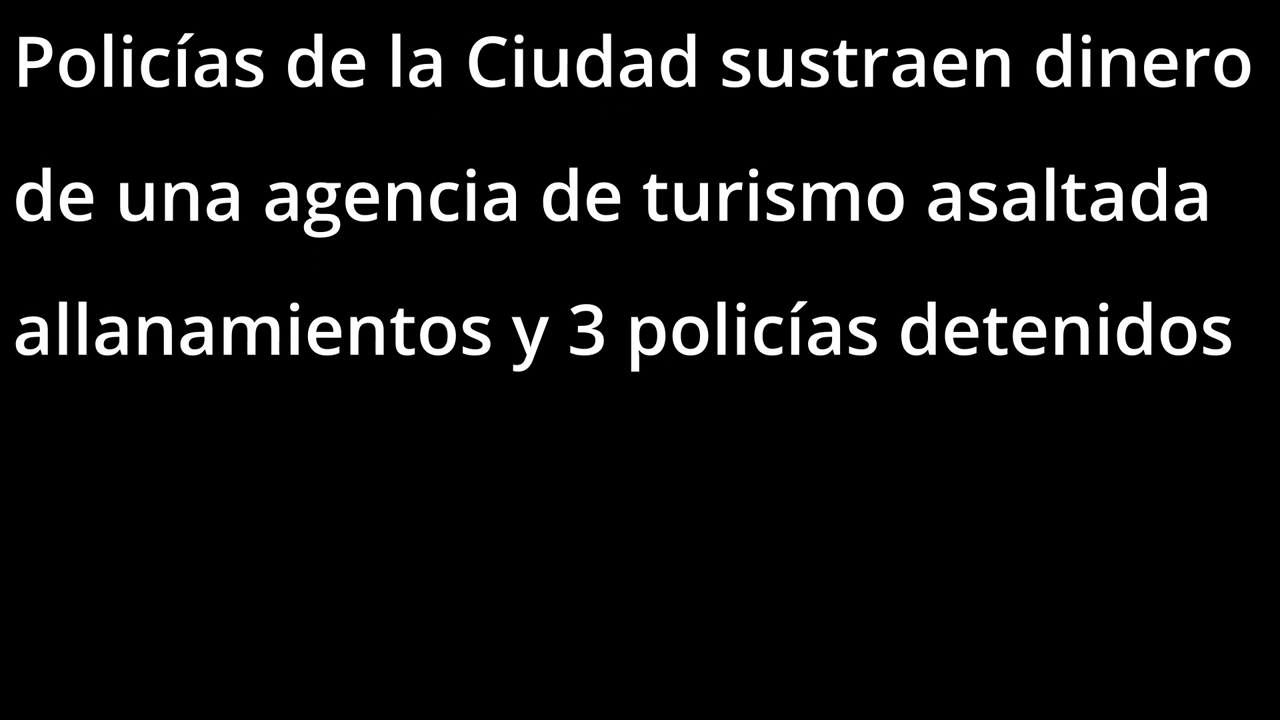 Policías de la Ciudad sustraen dinero
de una agencia de turismo asaltada
allanamientos y 3 policías detenidos